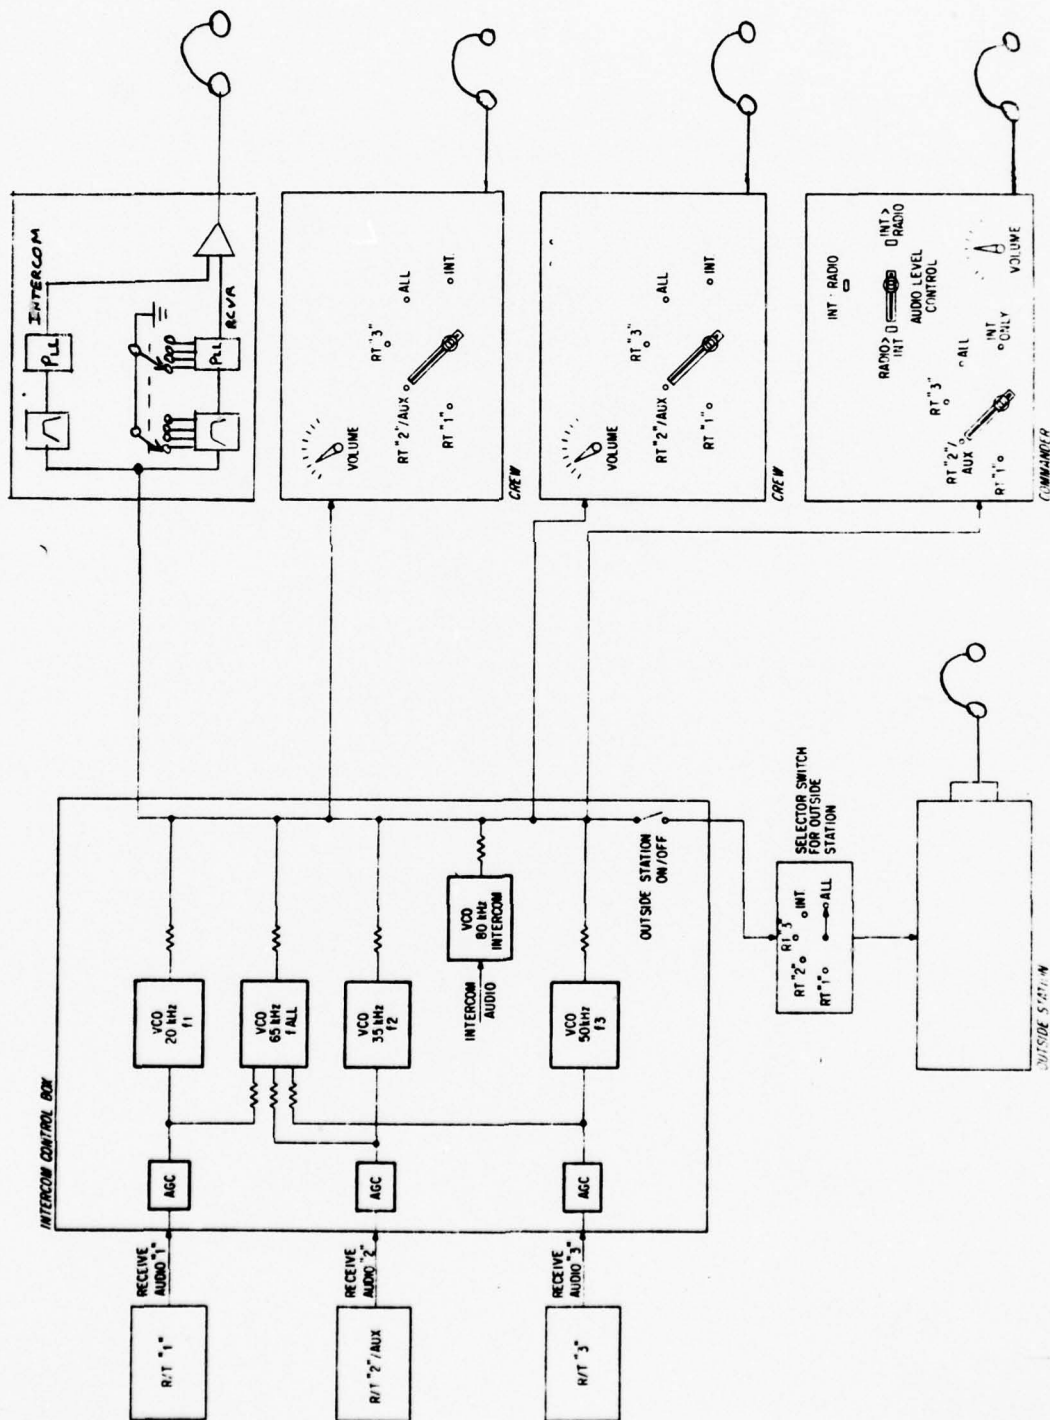 INTERCOM CONTROL BOX
R/T "1"
RECEIVE
AUDIO "1"
AGC
VCO
20 kHz
f1
VCO
65 kHz
f ALL
R/T "2"/AUX
RECEIVE
AUDIO "2"
AGC
VCO
35 kHz
f2
INTERCOM
AUDIO
VCO
80 kHz
INTERCOM
R/T "3"
RECEIVE
AUDIO "3"
AGC
VCO
50 kHz
f3
OUTSIDE STATION
ON/OFF
SELECTOR SWITCH
FOR OUTSIDE
STATION
RT "1"
RT "2"
RT "3"
INT
ALL
OUTSIDE STATION
INTERCOM
PLL
PLL
RCVR
VOLUME
RT "1"
RT "2"/AUX
RT "3"
ALL
INT.
CREW
VOLUME
RT "1"
RT "2"/AUX
RT "3"
ALL
INT
CREW
INT · RADIO
RADIO>
INT
INT>
RADIO
AUDIO LEVEL
CONTROL
RT "1"
RT "2"/
AUX
RT "3"
ALL
INT
ONLY
VOLUME
COMMANDER